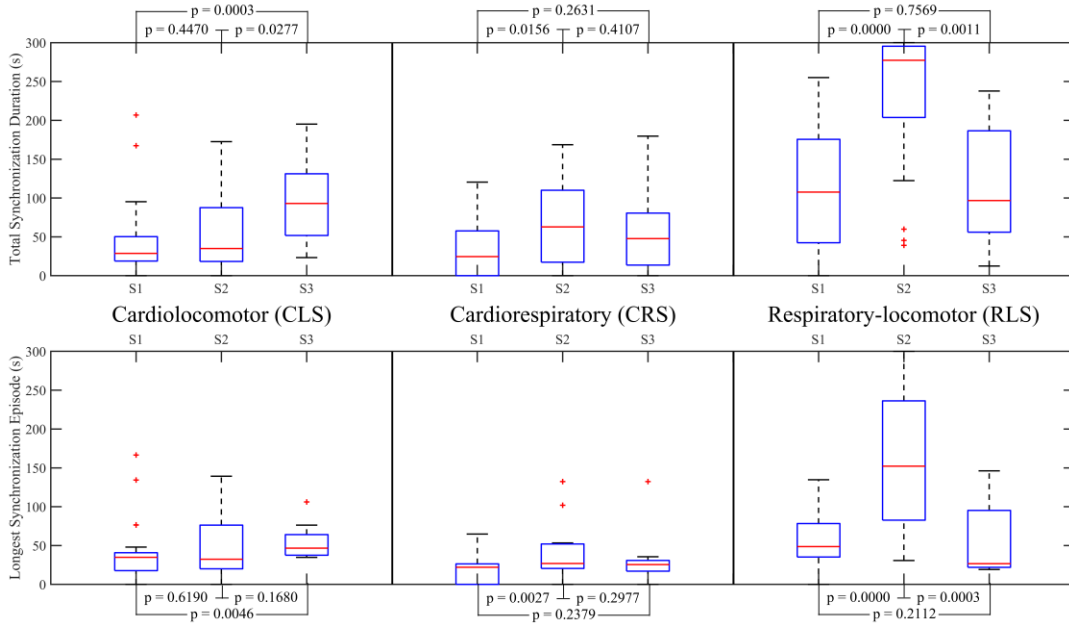 p = 0.0003
p = 0.2631
p = 0.7569
p = 0.4470
p = 0.0277
p = 0.0156
p = 0.4107
p = 0.0000
p = 0.0011
Total Synchronization Duration (s)
300
250
200
150
100
50
0
S1
S2
S3
S1
S2
S3
S1
S2
S3
Cardiolocomotor (CLS)
Cardiorespiratory (CRS)
Respiratory-locomotor (RLS)
S1
S2
S3
S1
S2
S3
S1
S2
S3
Longest Synchronization Episode (s)
300
250
200
150
100
50
0
p = 0.6190
p = 0.1680
p = 0.0027
p = 0.2977
p = 0.0000
p = 0.0003
p = 0.0046
p = 0.2379
p = 0.2112